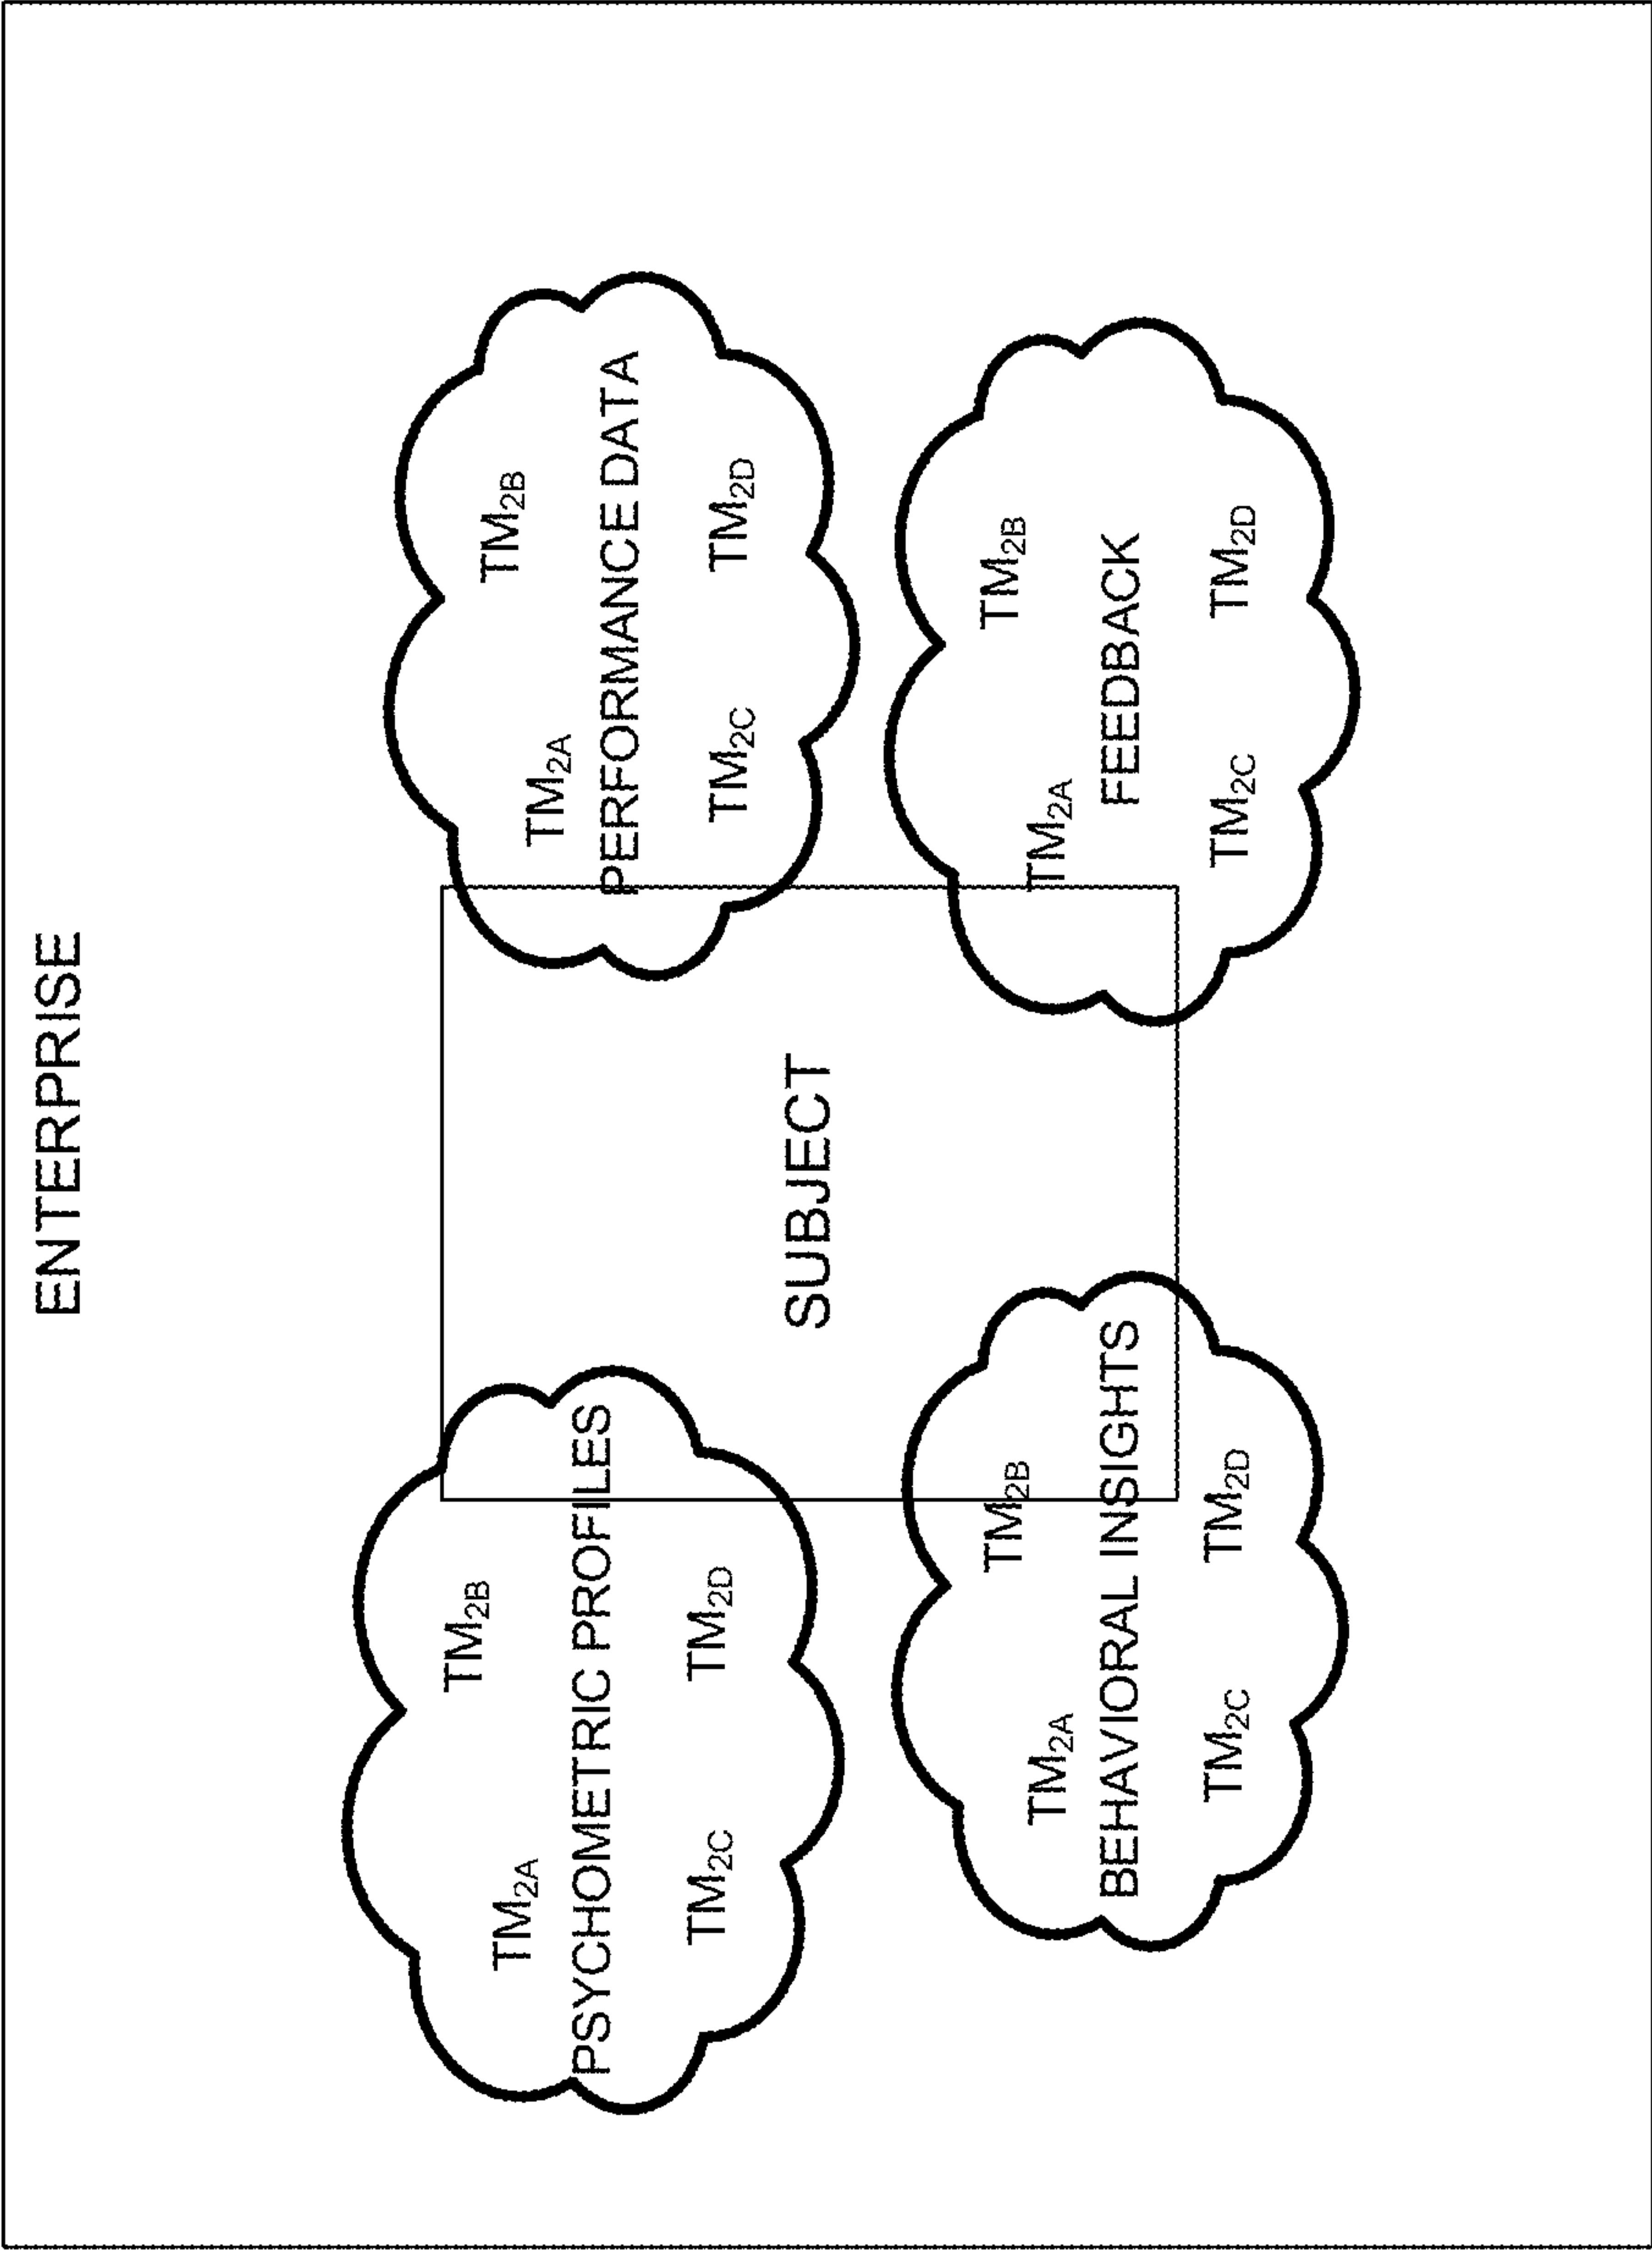 ENTERPRISE
TM2A
TM2B
PSYCHOMETRIC PROFILES
TM2C
TM2D
TM2A
TM2B
PERFORMANCE DATA
TM2C
TM2D
SUBJECT
TM2A
TM2B
BEHAVIORAL INSIGHTS
TM2C
TM2D
TM2A
TM2B
FEEDBACK
TM2C
TM2D